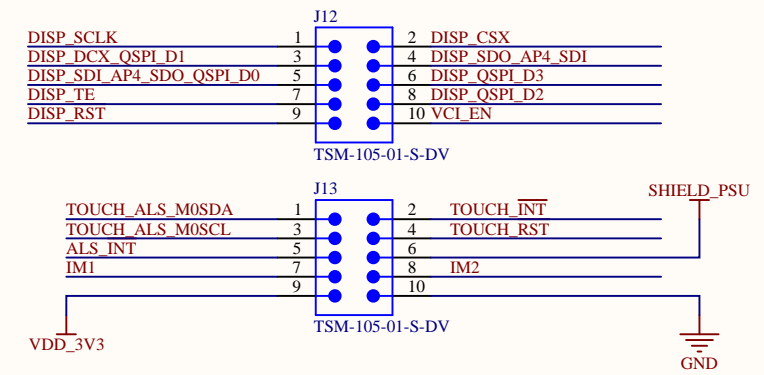 J12
DISP_SCLK 1 2 DISP_CSX
DISP_DCX_QSPI_D1 3 4 DISP_SDO_AP4_SDI
DISP_SDI_AP4_SDO_QSPI_D0 5 6 DISP_QSPI_D3
DISP_TE 7 8 DISP_QSPI_D2
DISP_RST 9 10 VCI_EN
TSM-105-01-S-DV
J13
SHIELD_PSU
TOUCH_ALS_M0SDA 1 2 TOUCH_INT
TOUCH_ALS_M0SCL 3 4 TOUCH_RST
ALS_INT 5 6
IM1 7 8 IM2
9 10
TSM-105-01-S-DV
VDD_3V3
GND